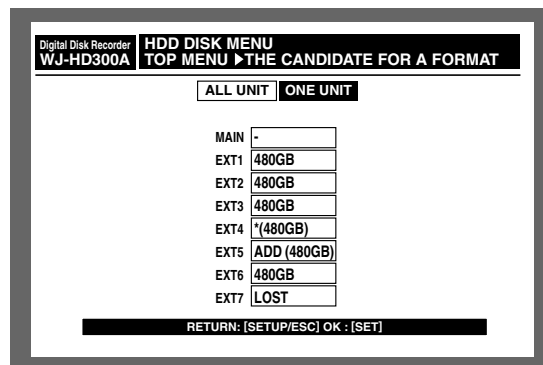 Digital Disk Recorder
WJ-HD300A
HDD DISK MENU
TOP MENU ▶THE CANDIDATE FOR A FORMAT
ALL UNIT ONE UNIT
MAIN -
EXT1 480GB
EXT2 480GB
EXT3 480GB
EXT4 *(480GB)
EXT5 ADD (480GB)
EXT6 480GB
EXT7 LOST
RETURN: [SETUP/ESC] OK : [SET]